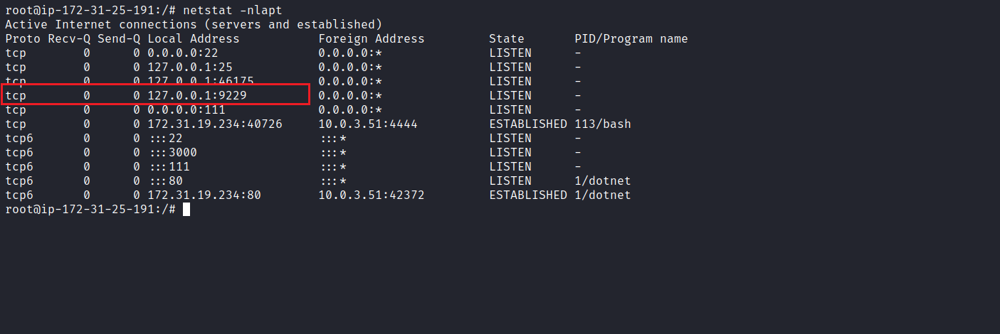 root@ip-172-31-25-191:/# netstat -nlapt
Active Internet connections (servers and established)
Proto Recv-Q Send-Q Local Address           Foreign Address         State       PID/Program name
tcp        0      0 0.0.0.0:22              0.0.0.0:*               LISTEN      -
tcp        0      0 127.0.0.1:25            0.0.0.0:*               LISTEN      -
tcp        0      0 127.0.0.1:46175         0.0.0.0:*               LISTEN      -
tcp        0      0 127.0.0.1:9229          0.0.0.0:*               LISTEN      -
tcp        0      0 0.0.0.0:111             0.0.0.0:*               LISTEN      -
tcp        0      0 172.31.19.234:40726     10.0.3.51:4444          ESTABLISHED 113/bash
tcp6       0      0 :::22                   :::*                    LISTEN      -
tcp6       0      0 :::3000                 :::*                    LISTEN      -
tcp6       0      0 :::111                  :::*                    LISTEN      -
tcp6       0      0 :::80                   :::*                    LISTEN      1/dotnet
tcp6       0      0 172.31.19.234:80        10.0.3.51:42372         ESTABLISHED 1/dotnet
root@ip-172-31-25-191:/#